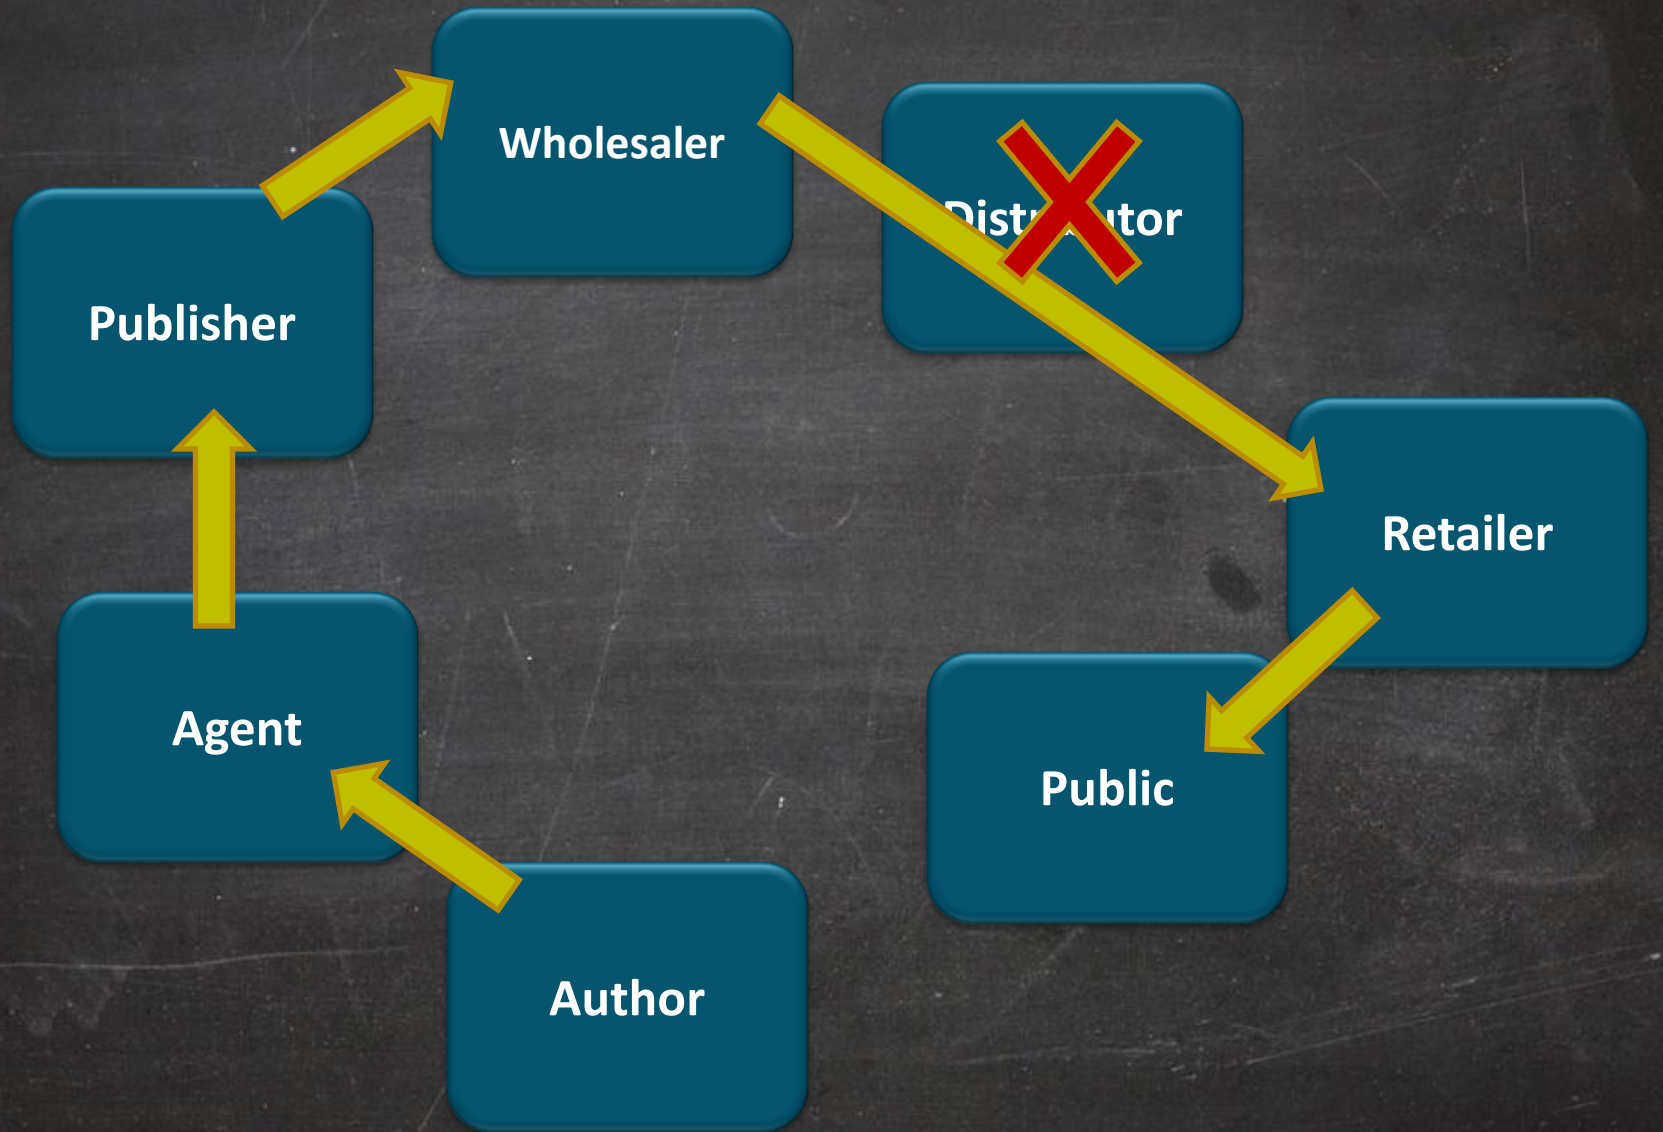 Wholesaler
Publisher
Retailer
Agent
Public
Author